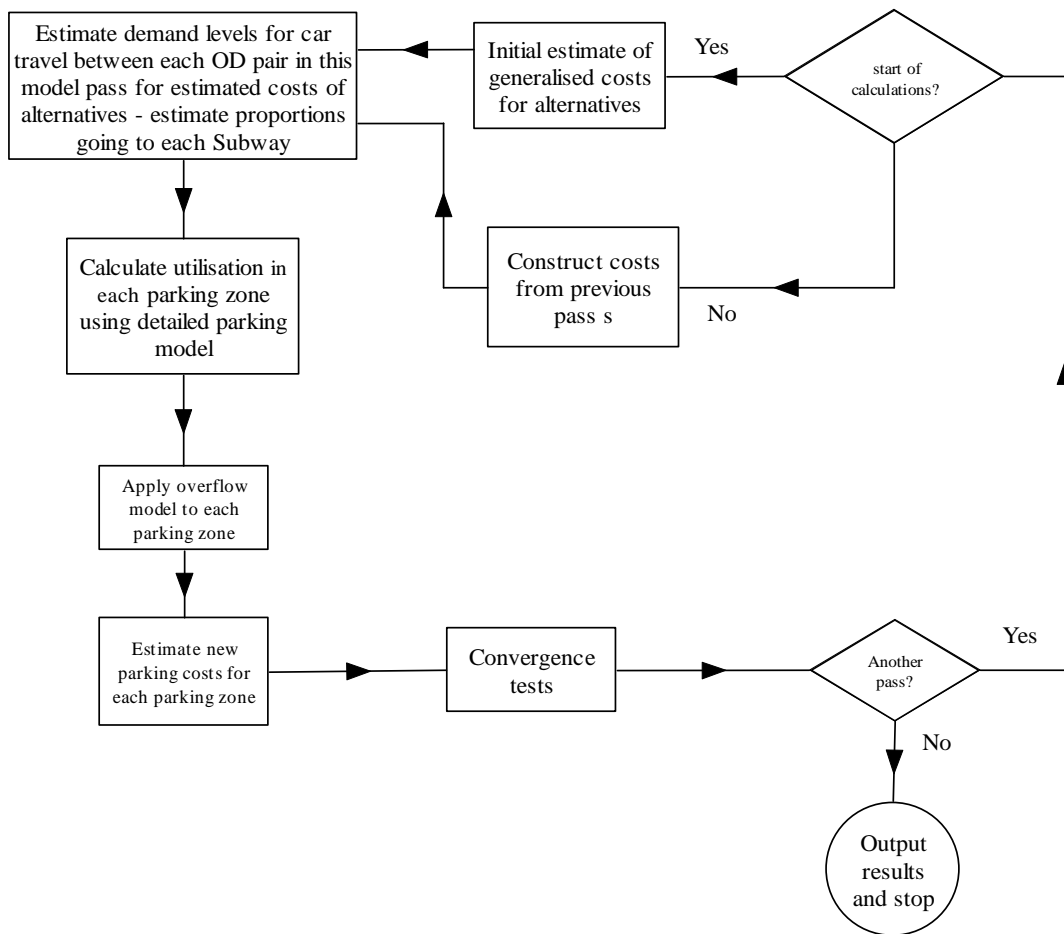 Estimate demand levels for car
travel between each OD pair in this
model pass for estimated costs of
alternatives - estimate proportions
going to each Subway
Initial estimate of
generalised costs
for alternatives
Yes
start of
calculations?
Calculate utilisation in
each parking zone
using detailed parking
model
Construct costs
from previous
pass s
No
Apply overflow
model to each
parking zone
Estimate new
parking costs for
each parking zone
Convergence
tests
Another
pass?
Yes
No
Output
results
and stop